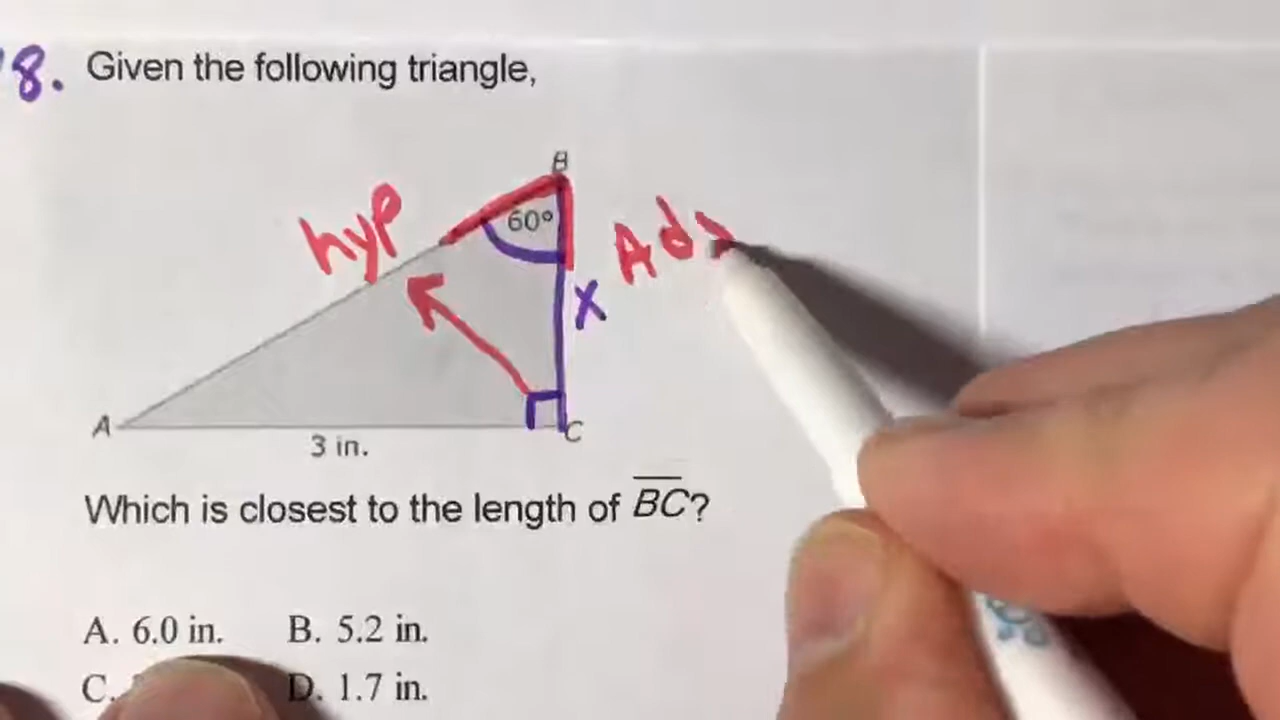 8. Given the following triangle,
B
hyp
60°
Adj
x
A
C
3 in.
Which is closest to the length of BC?
A. 6.0 in. B. 5.2 in.
C. D. 1.7 in.